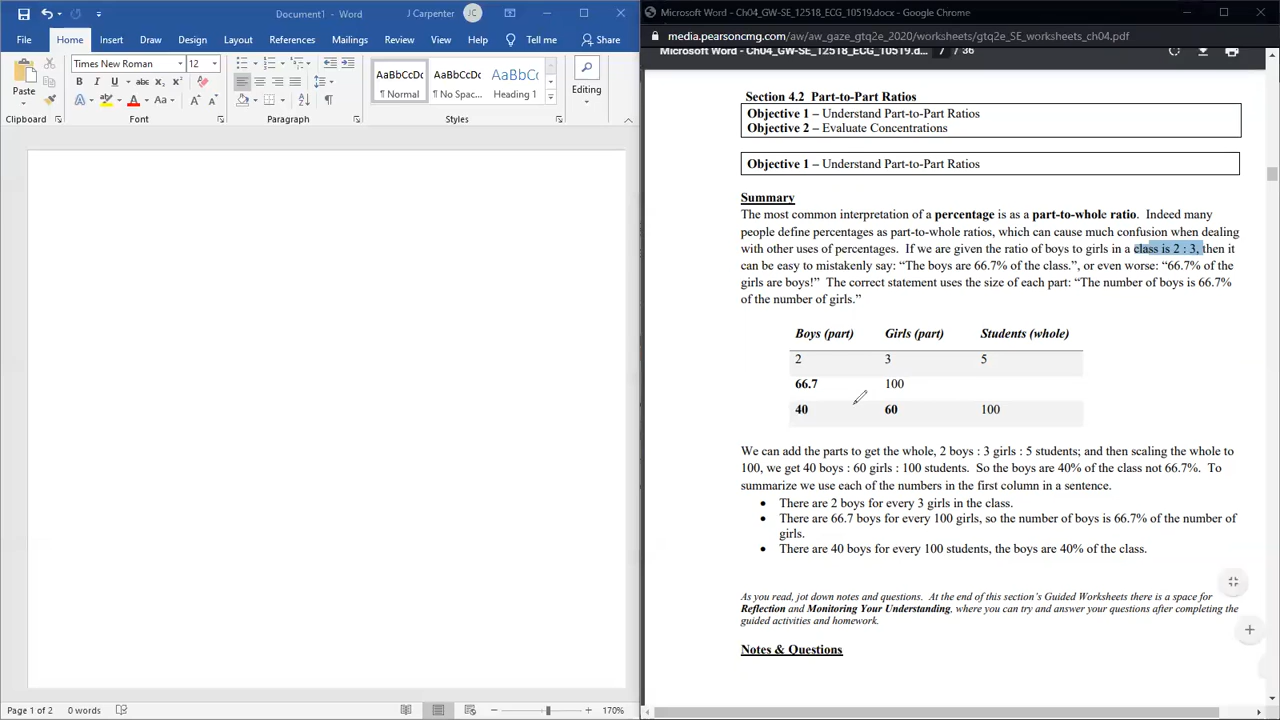 Document1 - Word
J Carpenter
JC
File
Home
Insert
Draw
Design
Layout
References
Mailings
Review
View
Help
Tell me
Share
Paste
Clipboard
Times New Roman
12
B I U abc x₂ x²
A
Aa
Font
Paragraph
AaBbCcDc
¶ Normal
AaBbCcDc
¶ No Spac...
AaBbCc
Heading 1
Styles
Editing
Page 1 of 2
0 words
170%
Microsoft Word - Ch04_GW-SE_12518_ECG_10519.docx - Google Chrome
media.pearsoncmg.com/aw/aw_gaze_gtq2e_2020/worksheets/gtq2e_SE_worksheets_ch04.pdf
Microsoft Word - Ch04_GW-SE_12518_ECG_10519.d...
7 / 36
Section 4.2 Part-to-Part Ratios
Objective 1 – Understand Part-to-Part Ratios
Objective 2 – Evaluate Concentrations
Objective 1 – Understand Part-to-Part Ratios
Summary
The most common interpretation of a percentage is as a part-to-whole ratio. Indeed many
people define percentages as part-to-whole ratios, which can cause much confusion when dealing
with other uses of percentages. If we are given the ratio of boys to girls in a class is 2 : 3, then it
can be easy to mistakenly say: “The boys are 66.7% of the class.”, or even worse: “66.7% of the
girls are boys!” The correct statement uses the size of each part: “The number of boys is 66.7%
of the number of girls.”
Boys (part) Girls (part) Students (whole)
2 3 5
66.7 100
40 60 100
We can add the parts to get the whole, 2 boys : 3 girls : 5 students; and then scaling the whole to
100, we get 40 boys : 60 girls : 100 students. So the boys are 40% of the class not 66.7%. To
summarize we use each of the numbers in the first column in a sentence.
• There are 2 boys for every 3 girls in the class.
• There are 66.7 boys for every 100 girls, so the number of boys is 66.7% of the number of
girls.
• There are 40 boys for every 100 students, the boys are 40% of the class.
As you read, jot down notes and questions. At the end of this section’s Guided Worksheets there is a space for
Reflection and Monitoring Your Understanding, where you can try and answer your questions after completing the
guided activities and homework.
Notes & Questions